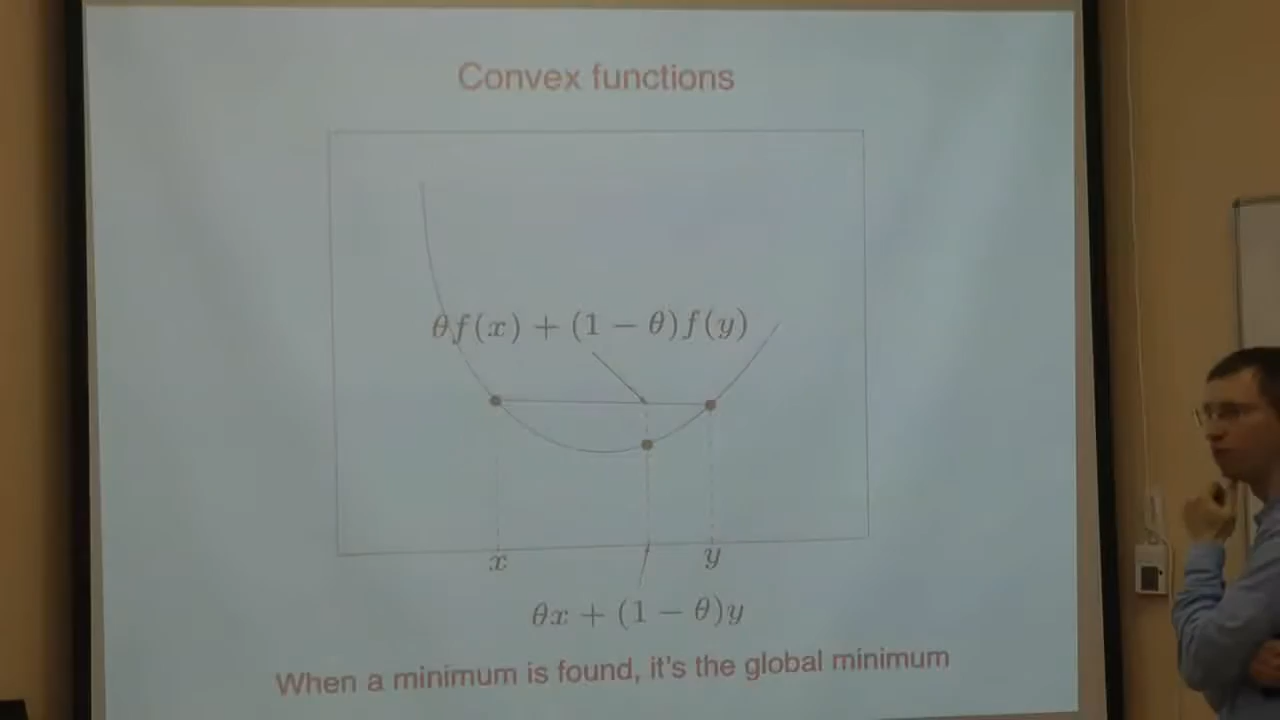 Convex functions
θf(x) + (1 − θ)f(y)
x y
θx + (1 − θ)y
When a minimum is found, it's the global minimum